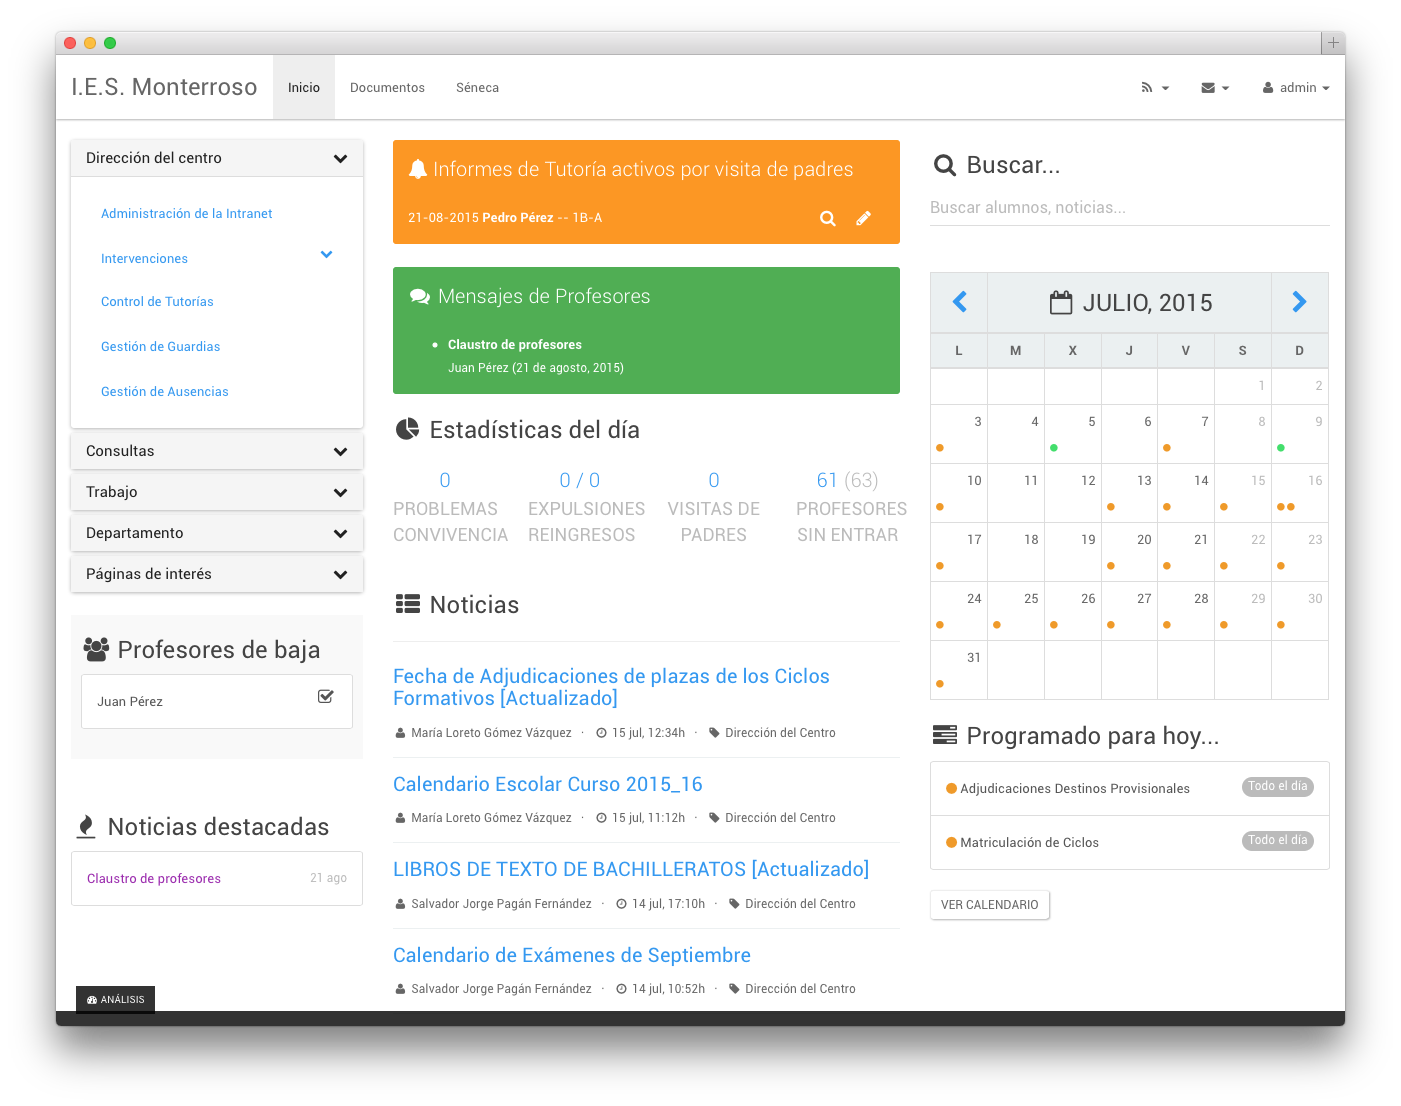 I.E.S. Monterroso
Inicio
Documentos
Séneca
admin
Dirección del centro
Administración de la Intranet
Intervenciones
Control de Tutorías
Gestión de Guardias
Gestión de Ausencias
Consultas
Trabajo
Departamento
Páginas de interés
Profesores de baja
Juan Pérez
Noticias destacadas
Claustro de profesores 21 ago
ANÁLISIS
Informes de Tutoría activos por visita de padres
21-08-2015 Pedro Pérez -- 1B-A
Mensajes de Profesores
Claustro de profesores
Juan Pérez (21 de agosto, 2015)
Estadísticas del día
0 0 / 0 0 61 (63)
PROBLEMAS EXPULSIONES VISITAS DE PROFESORES
CONVIVENCIA REINGRESOS PADRES SIN ENTRAR
Noticias
Fecha de Adjudicaciones de plazas de los Ciclos
Formativos [Actualizado]
María Loreto Gómez Vázquez · 15 jul, 12:34h · Dirección del Centro
Calendario Escolar Curso 2015_16
María Loreto Gómez Vázquez · 15 jul, 11:12h · Dirección del Centro
LIBROS DE TEXTO DE BACHILLERATOS [Actualizado]
Salvador Jorge Pagán Fernández · 14 jul, 17:10h · Dirección del Centro
Calendario de Exámenes de Septiembre
Salvador Jorge Pagán Fernández · 14 jul, 10:52h · Dirección del Centro
Buscar...
Buscar alumnos, noticias...
JULIO, 2015
L M X J V S D
1 2
3 4 5 6 7 8 9
10 11 12 13 14 15 16
17 18 19 20 21 22 23
24 25 26 27 28 29 30
31
Programado para hoy...
Adjudicaciones Destinos Provisionales Todo el día
Matriculación de Ciclos Todo el día
VER CALENDARIO